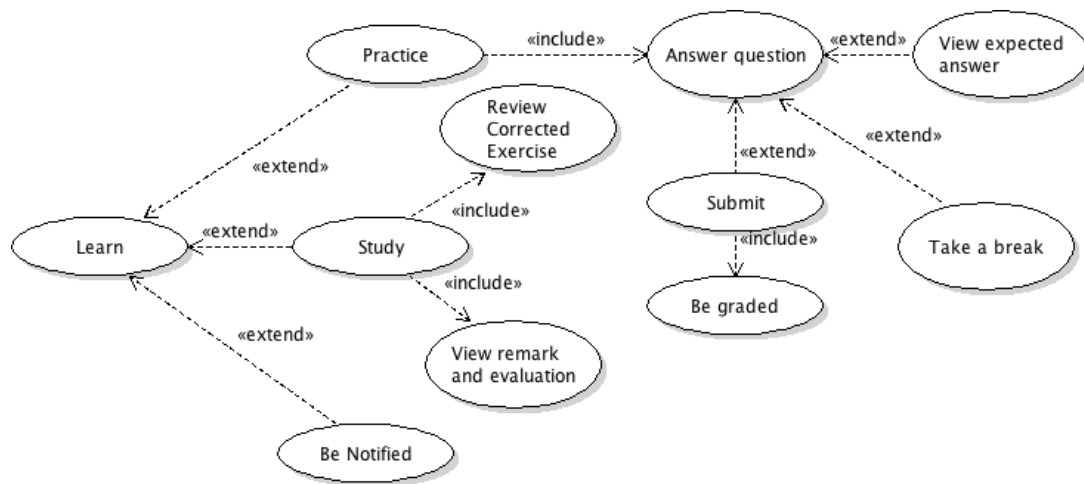 Practice
«include»
Answer question
«extend»
View expected
answer
Review
Corrected
Exercise
«extend»
«extend»
«extend»
«include»
Submit
Learn
«extend»
Study
«include»
Take a break
«include»
Be graded
«extend»
View remark
and evaluation
Be Notified